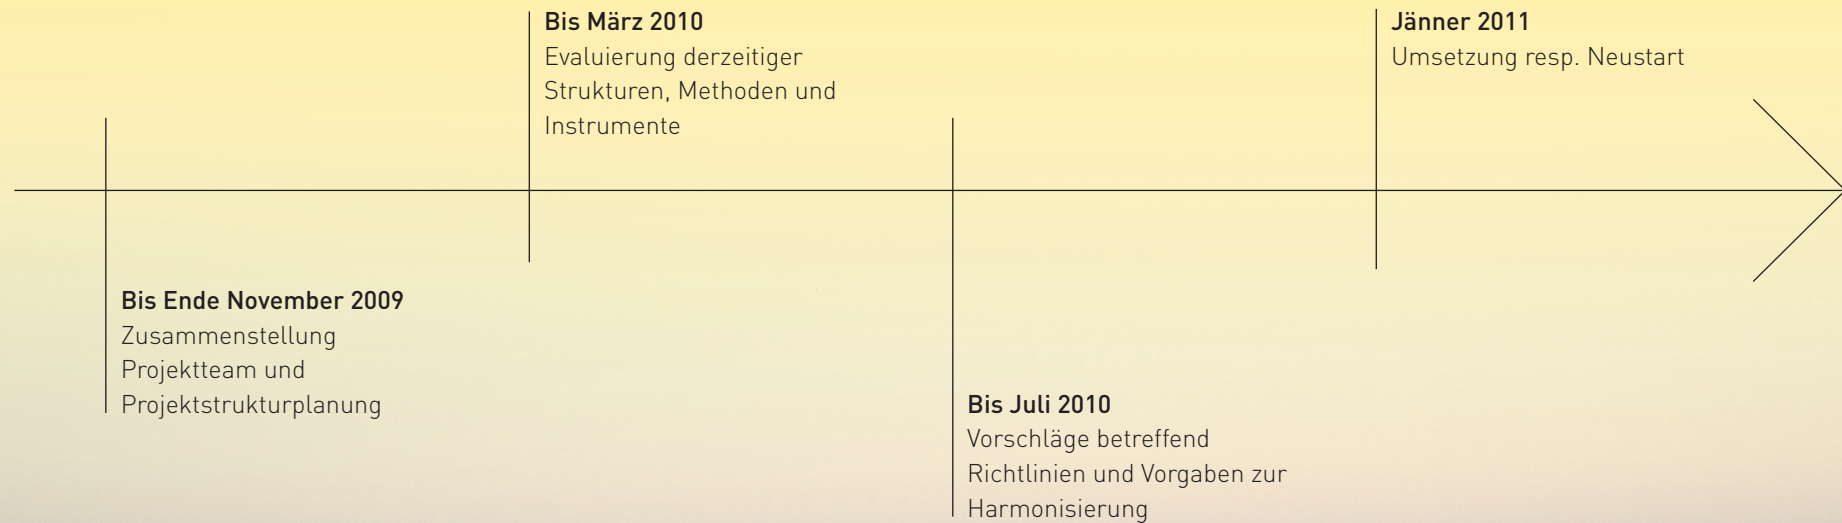 Bis März 2010
Evaluierung derzeitiger
Strukturen, Methoden und
Instrumente
Jänner 2011
Umsetzung resp. Neustart
Bis Ende November 2009
Zusammenstellung
Projektteam und
Projektstrukturplanung
Bis Juli 2010
Vorschläge betreffend
Richtlinien und Vorgaben zur
Harmonisierung